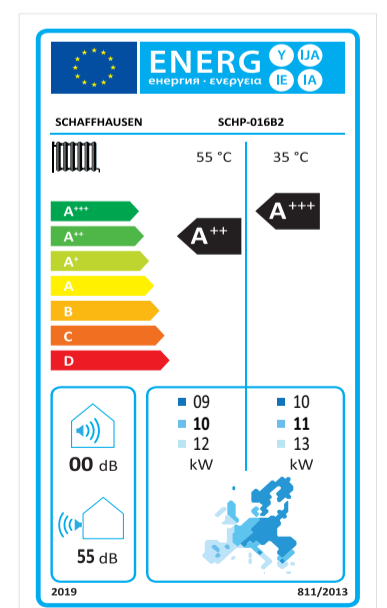 ENERG Y IJA
енергия · ενεργεια IE IA
SCHAFFHAUSEN SCHP-016B2
55 °C 35 °C
A+++
A++
A+
A
B
C
D
A++
A+++
00 dB
55 dB
09
10
12
kW
10
11
13
kW
2019 811/2013